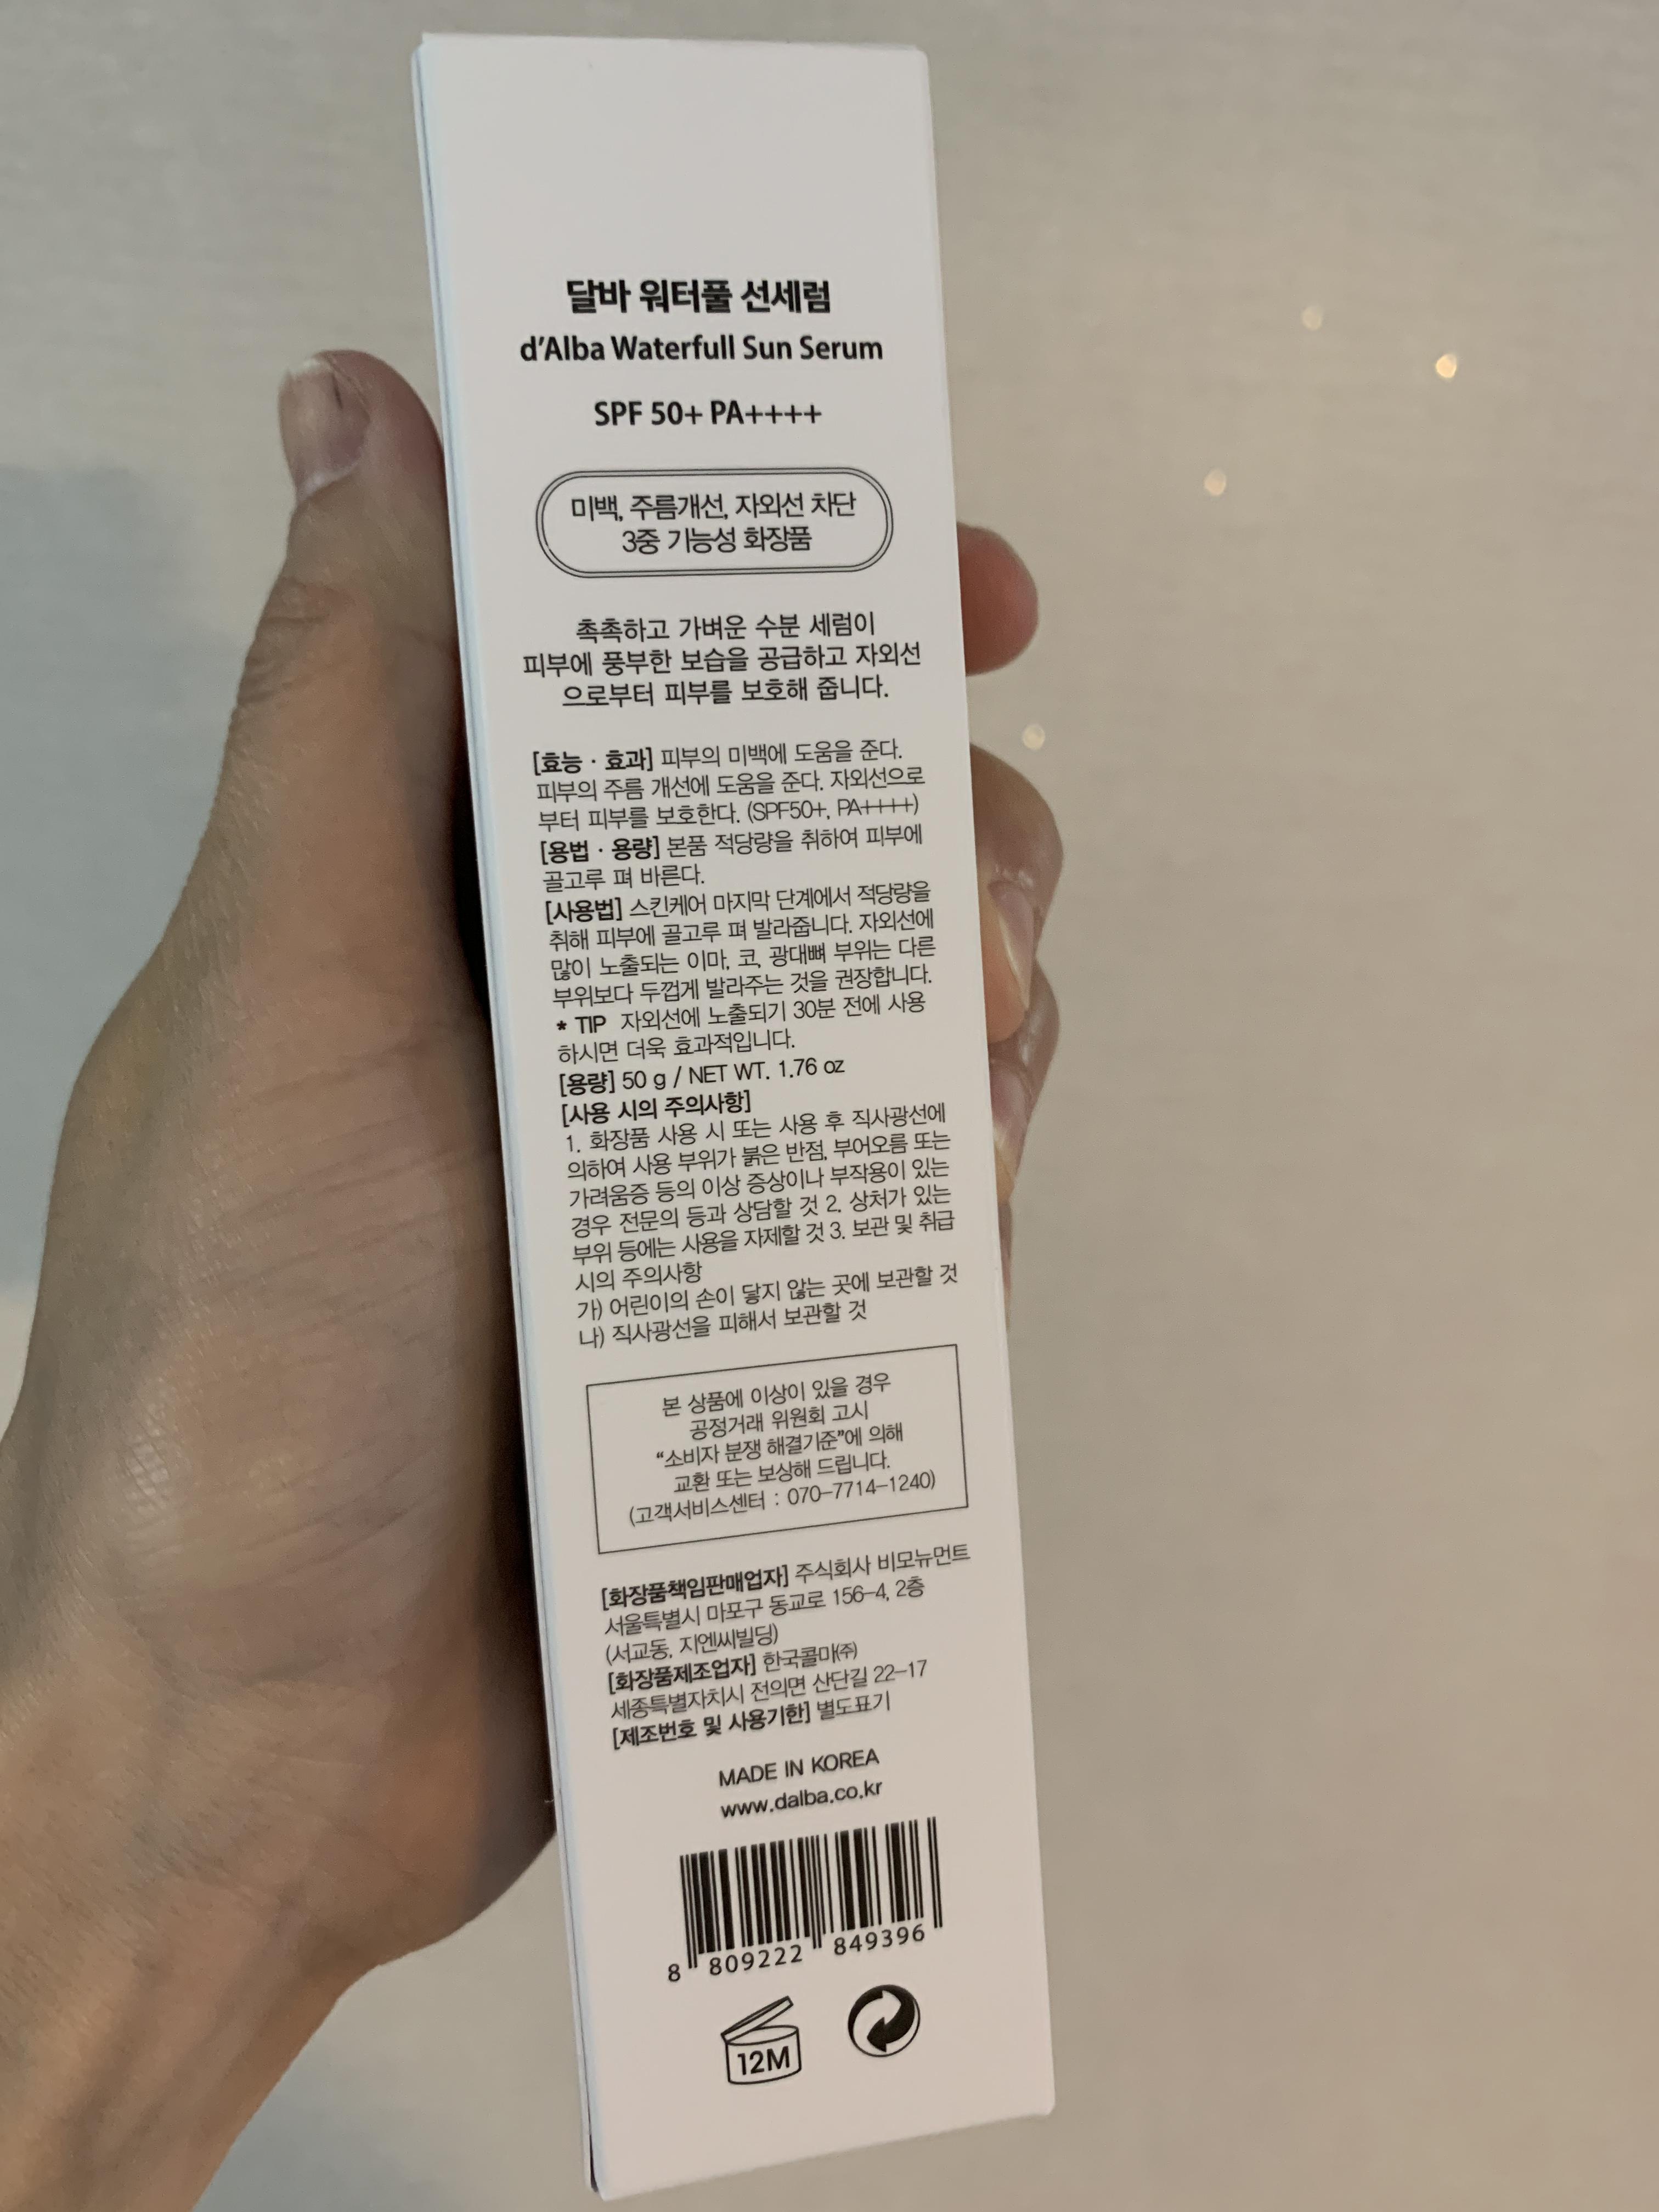 달바 워터풀 선세럼
d'Alba Waterfull Sun Serum
SPF 50+ PA++++
미백, 주름개선, 자외선 차단
3중 기능성 화장품
촉촉하고 가벼운 수분 세럼이
피부에 풍부한 보습을 공급하고 자외선
으로부터 피부를 보호해 줍니다.
[효능 · 효과] 피부의 미백에 도움을 준다.
피부의 주름 개선에 도움을 준다. 자외선으로
부터 피부를 보호한다. (SPF50+, PA++++)
[용법 · 용량] 본품 적당량을 취하여 피부에
골고루 펴 바른다.
[사용법] 스킨케어 마지막 단계에서 적당량을
취해 피부에 골고루 펴 발라줍니다. 자외선에
많이 노출되는 이마, 코, 광대뼈 부위는 다른
부위보다 두껍게 발라주는 것을 권장합니다.
* TIP 자외선에 노출되기 30분 전에 사용
하시면 더욱 효과적입니다.
[용량] 50 g / NET WT. 1.76 oz
[사용 시의 주의사항]
1. 화장품 사용 시 또는 사용 후 직사광선에
의하여 사용 부위가 붉은 반점, 부어오름 또는
가려움증 등의 이상 증상이나 부작용이 있는
경우 전문의 등과 상담할 것 2. 상처가 있는
부위 등에는 사용을 자제할 것 3. 보관 및 취급
시의 주의사항
가) 어린이의 손이 닿지 않는 곳에 보관할 것
나) 직사광선을 피해서 보관할 것
본 상품에 이상이 있을 경우
공정거래 위원회 고시
“소비자 분쟁 해결기준”에 의해
교환 또는 보상해 드립니다.
(고객서비스센터 : 070-7714-1240)
[화장품책임판매업자] 주식회사 비모뉴먼트
서울특별시 마포구 동교로 156-4, 2층
(서교동, 지엔씨빌딩)
[화장품제조업자] 한국콜마㈜
세종특별자치시 전의면 산단길 22-17
[제조번호 및 사용기한] 별도표기
MADE IN KOREA
www.dalba.co.kr
8 809222 849396
12M